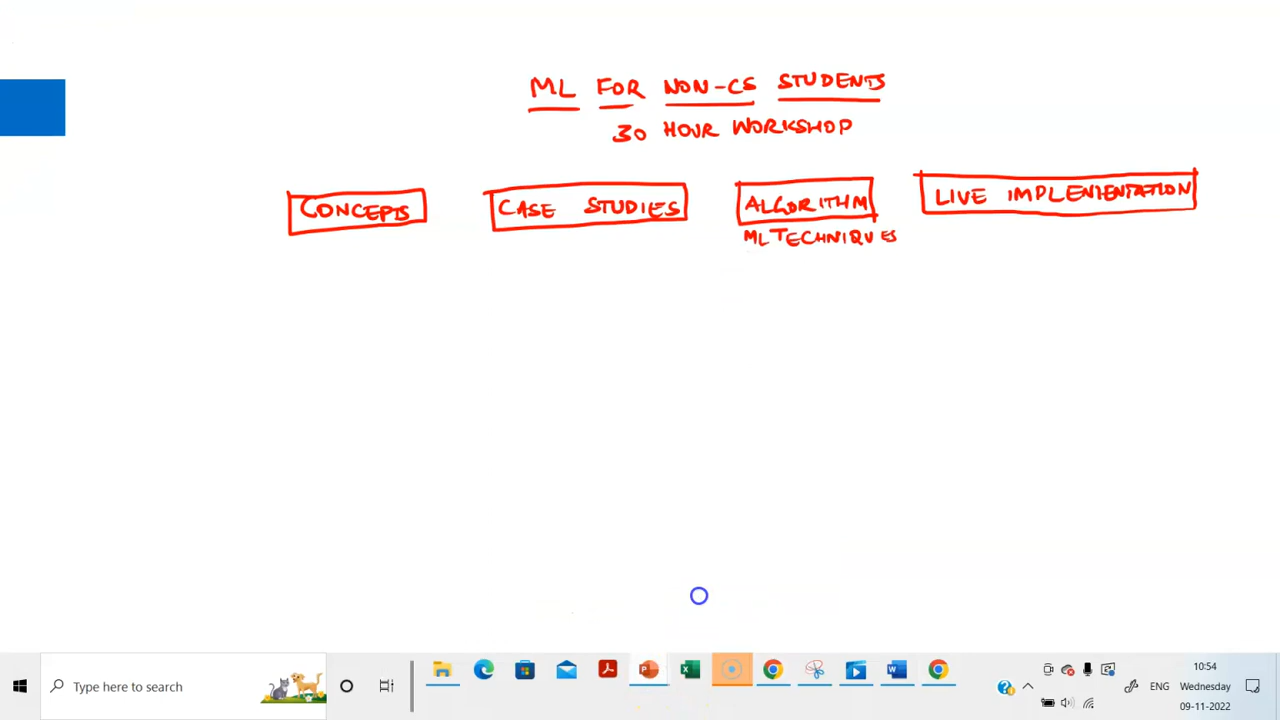 ML FOR NON-CS STUDENTS
30 HOUR WORKSHOP
CONCEPTS CASE STUDIES ALGORITHM LIVE IMPLEMENTATION
ML TECHNIQUES
Type here to search
ENG
10:54
Wednesday
09-11-2022